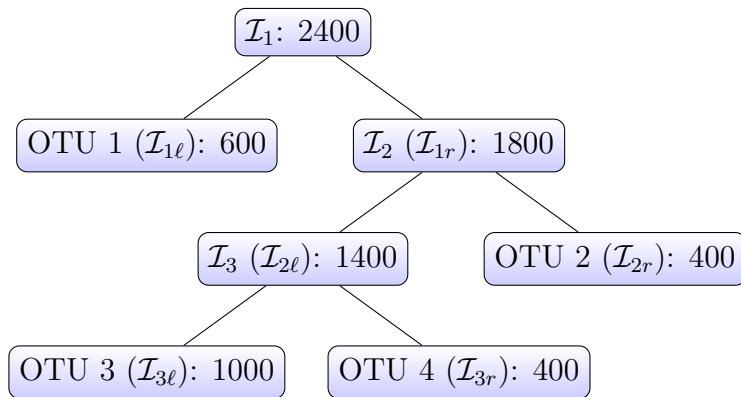 𝓘₁: 2400
OTU 1 (𝓘₁ℓ): 600
𝓘₂ (𝓘₁ᵣ): 1800
𝓘₃ (𝓘₂ℓ): 1400
OTU 2 (𝓘₂ᵣ): 400
OTU 3 (𝓘₃ℓ): 1000
OTU 4 (𝓘₃ᵣ): 400